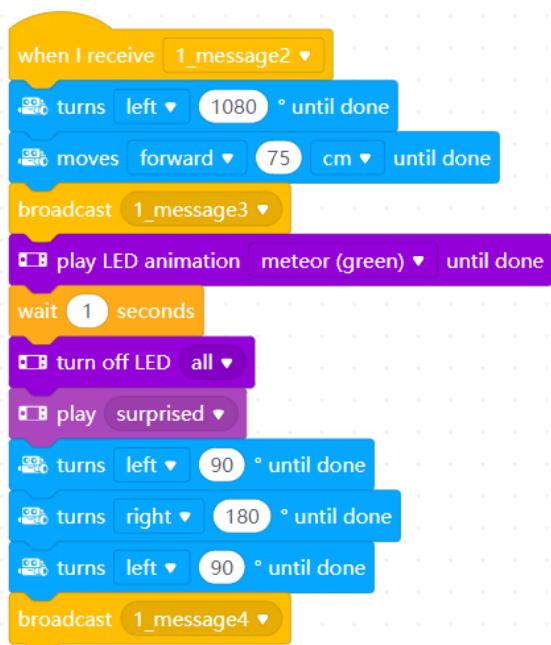 when I receive 1_message2
turns left 1080 ° until done
moves forward 75 cm until done
broadcast 1_message3
play LED animation meteor (green) until done
wait 1 seconds
turn off LED all
play surprised
turns left 90 ° until done
turns right 180 ° until done
turns left 90 ° until done
broadcast 1_message4